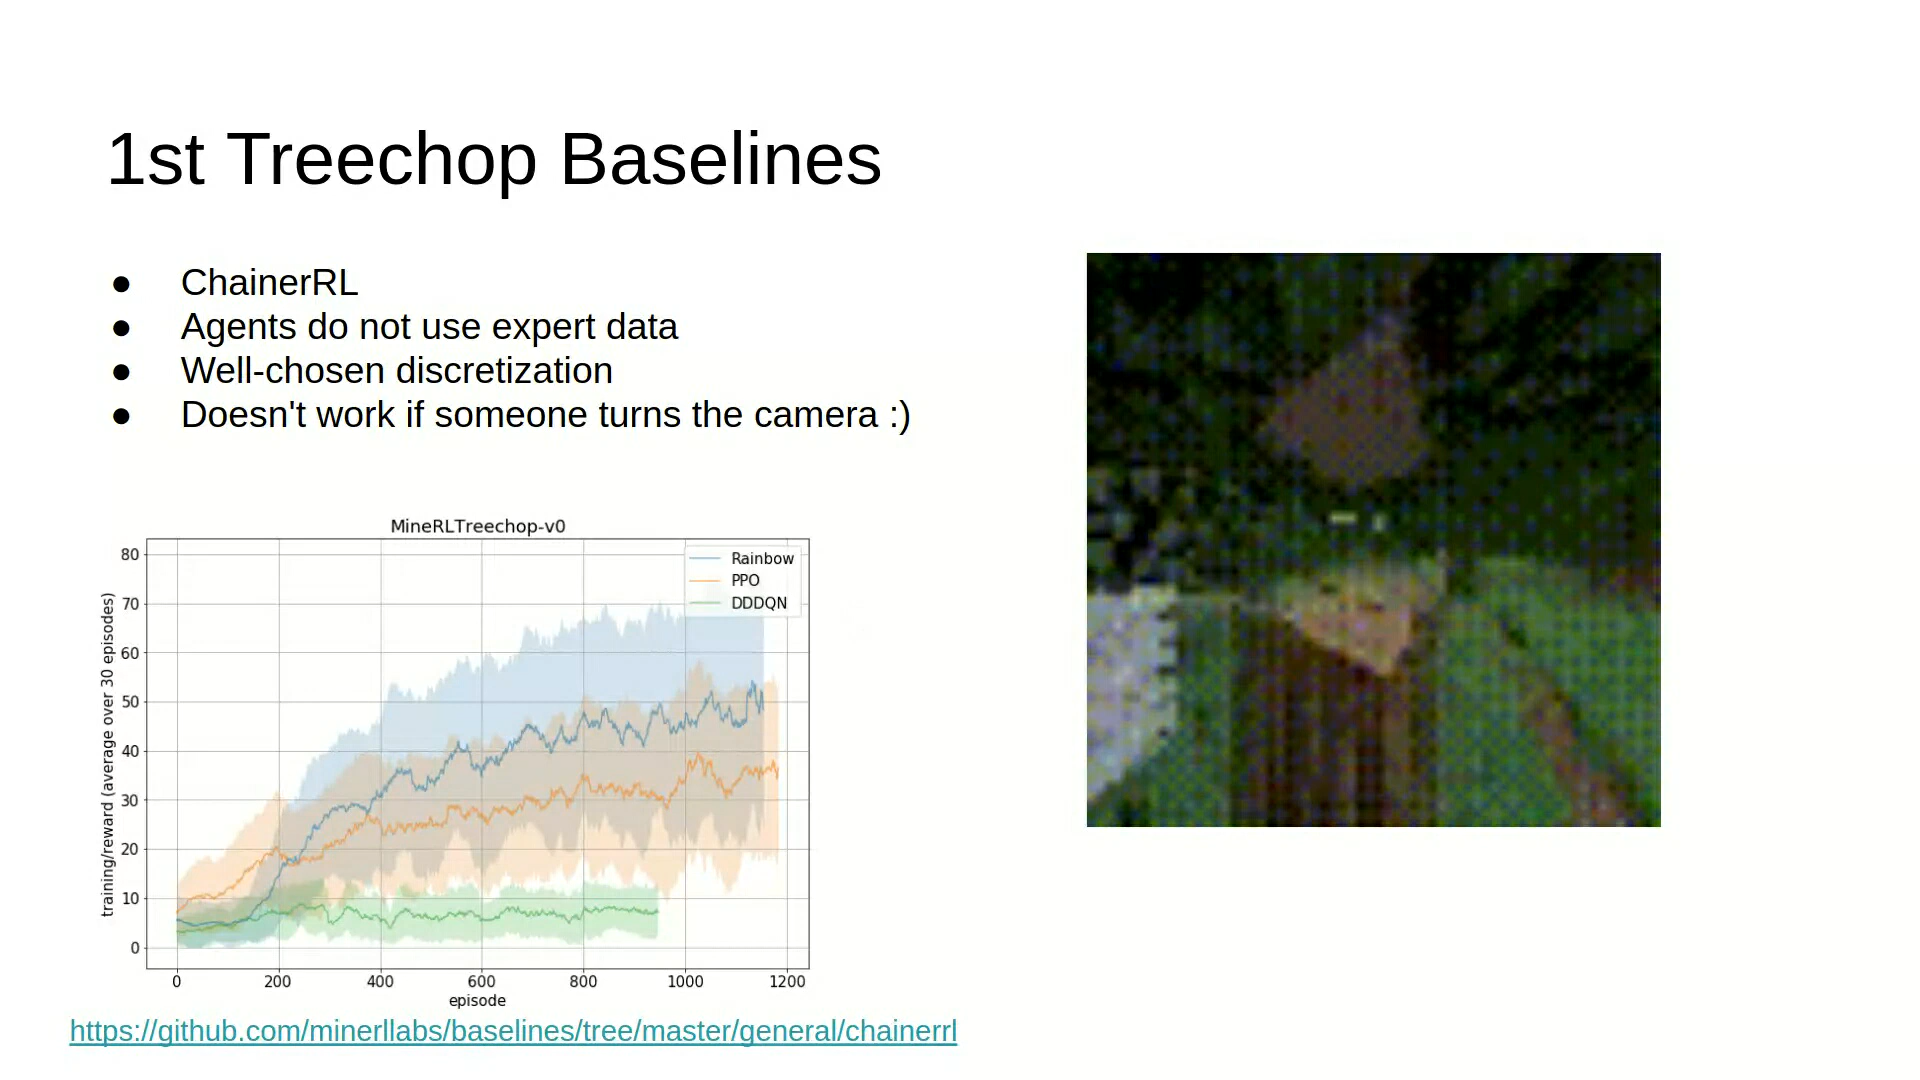 1st Treechop Baselines
● ChainerRL
● Agents do not use expert data
● Well-chosen discretization
● Doesn't work if someone turns the camera :)
MineRLTreechop-v0
training/reward (average over 30 episodes)
80
70
60
50
40
30
20
10
0
Rainbow
PPO
DDDQN
0 200 400 600 800 1000 1200
episode
https://github.com/minerllabs/baselines/tree/master/general/chainerrl